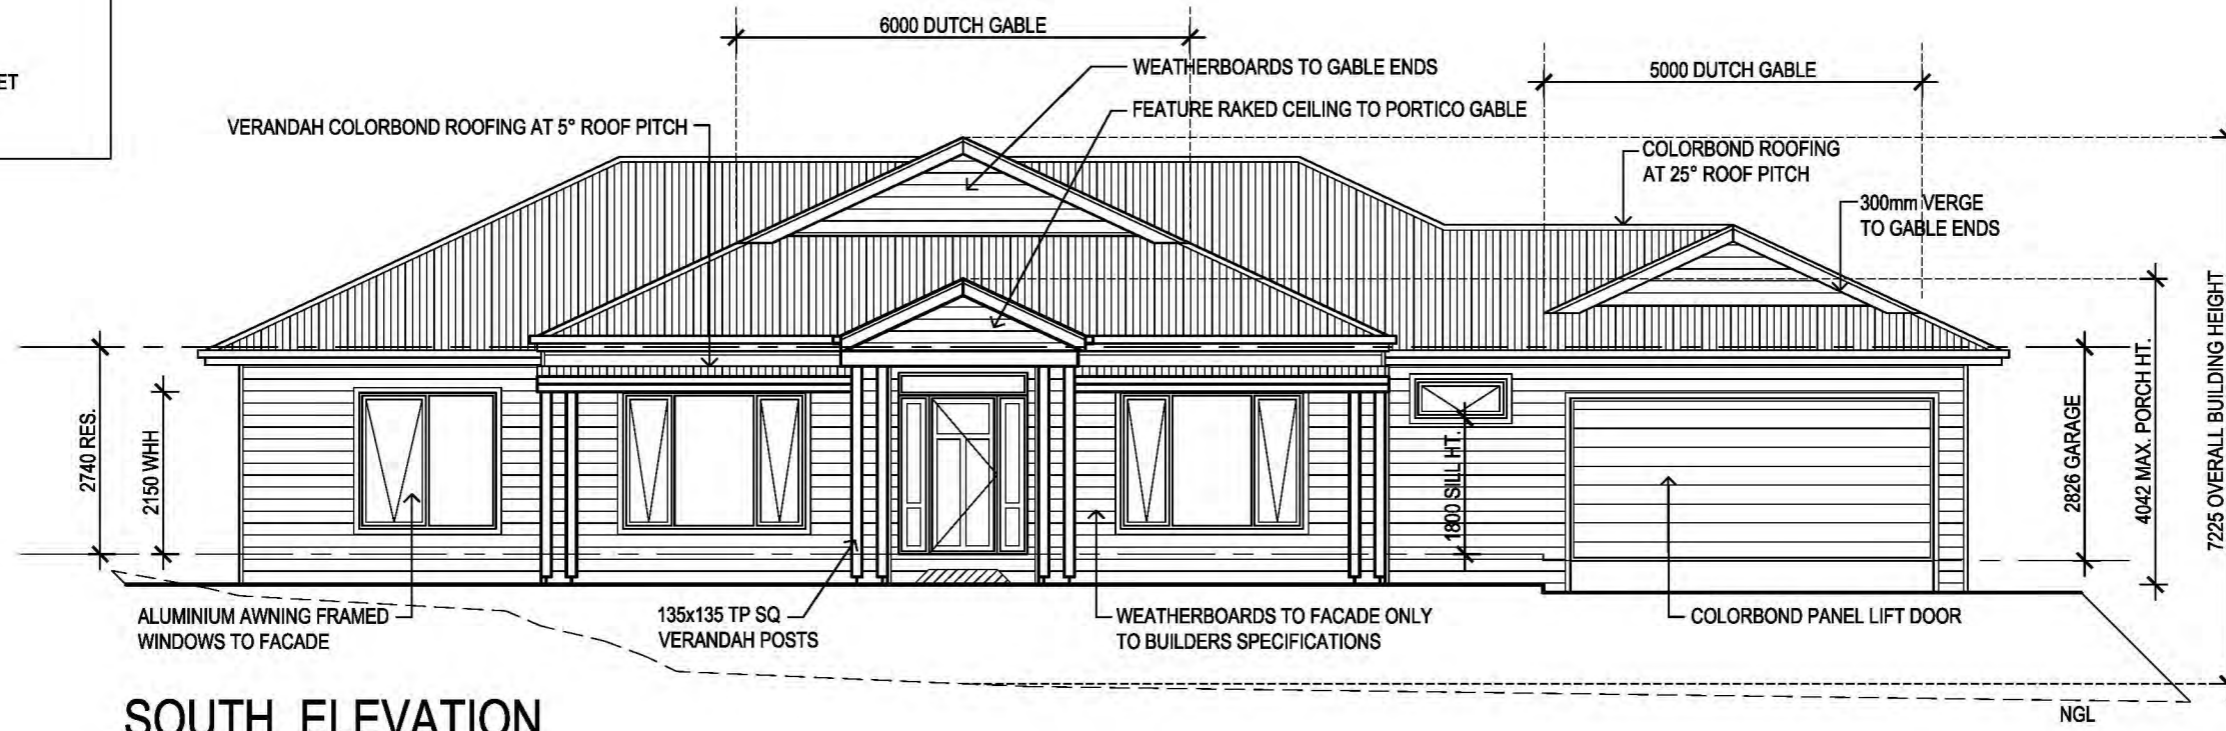 6000 DUTCH GABLE
WEATHERBOARDS TO GABLE ENDS
5000 DUTCH GABLE
ET
FEATURE RAKED CEILING TO PORTICO GABLE
VERANDAH COLORBOND ROOFING AT 5° ROOF PITCH
COLORBOND ROOFING
AT 25° ROOF PITCH
300mm VERGE
TO GABLE ENDS
2740 RES.
2150 WHH
1800 SILL HT.
2826 GARAGE
4042 MAX. PORCH HT.
7225 OVERALL BUILDING HEIGHT
ALUMINIUM AWNING FRAMED
WINDOWS TO FACADE
135x135 TP SQ
VERANDAH POSTS
WEATHERBOARDS TO FACADE ONLY
TO BUILDERS SPECIFICATIONS
COLORBOND PANEL LIFT DOOR
SOUTH ELEVATION
NGL